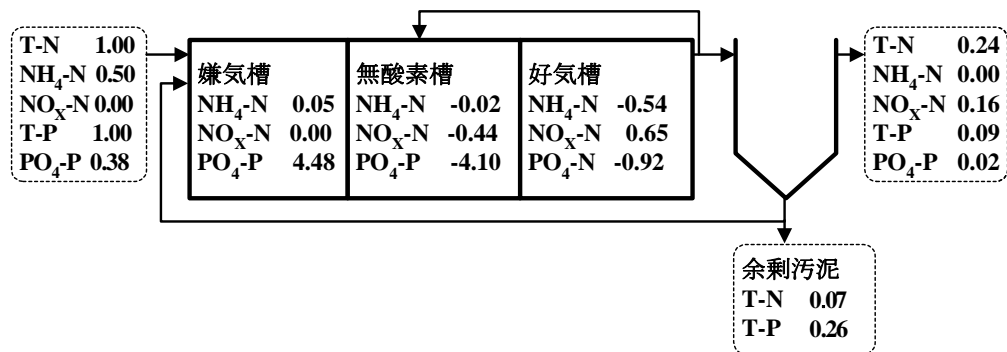 T-N 1.00
NH4-N 0.50
NOX-N 0.00
T-P 1.00
PO4-P 0.38
嫌気槽
NH4-N 0.05
NOX-N 0.00
PO4-P 4.48
無酸素槽
NH4-N -0.02
NOX-N -0.44
PO4-P -4.10
好気槽
NH4-N -0.54
NOX-N 0.65
PO4-N -0.92
T-N 0.24
NH4-N 0.00
NOX-N 0.16
T-P 0.09
PO4-P 0.02
余剰汚泥
T-N 0.07
T-P 0.26